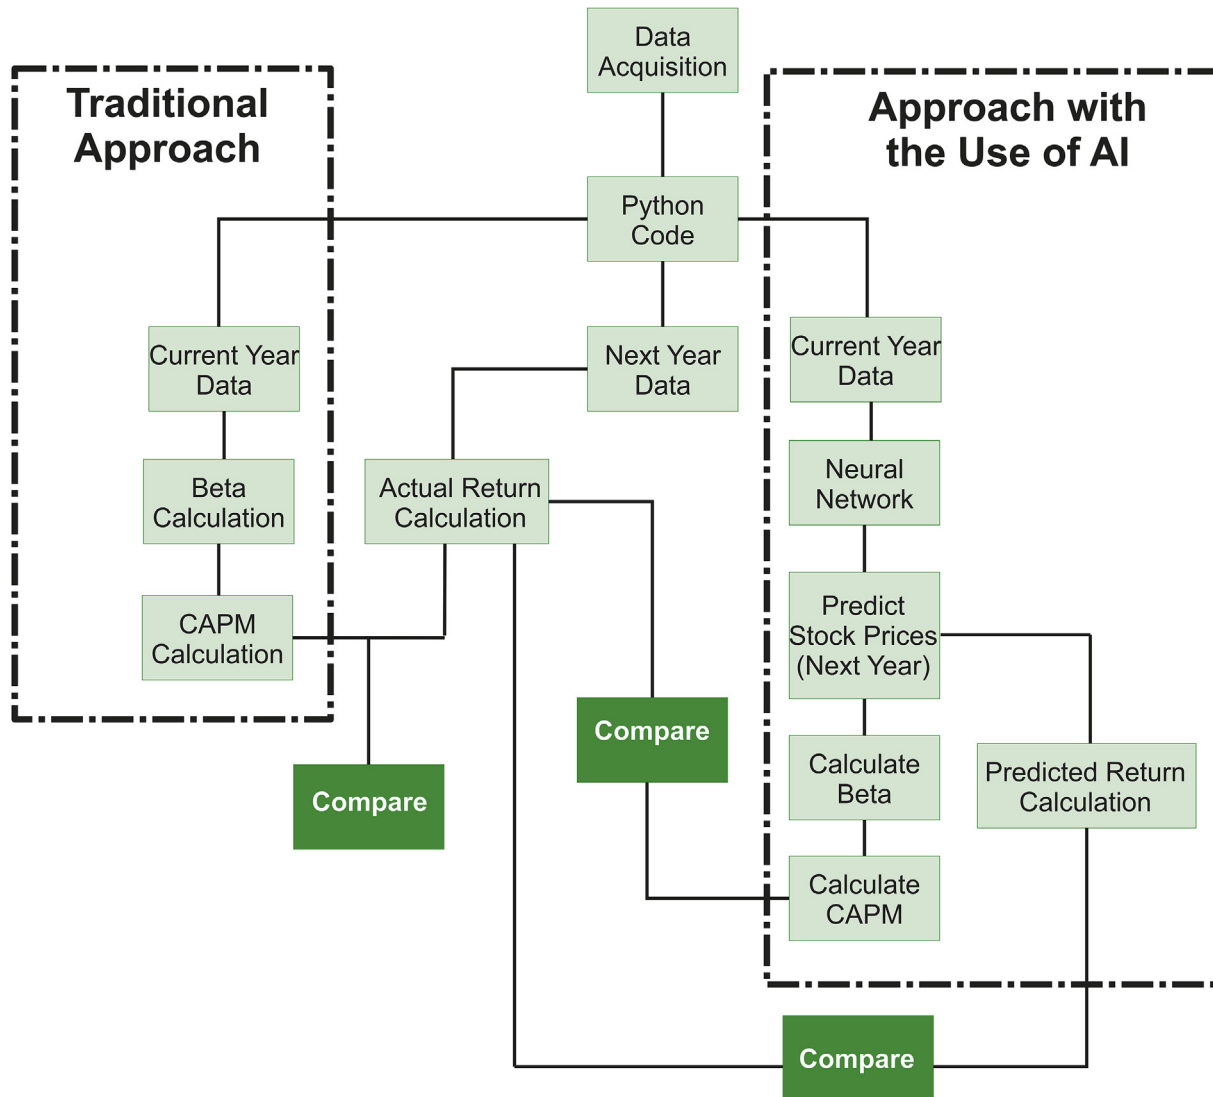 Data
Acquisition
Traditional
Approach
Approach with
the Use of AI
Python
Code
Current Year
Data
Next Year
Data
Current Year
Data
Beta
Calculation
Actual Return
Calculation
Neural
Network
CAPM
Calculation
Predict
Stock Prices
(Next Year)
Compare
Compare
Calculate
Beta
Predicted Return
Calculation
Calculate
CAPM
Compare